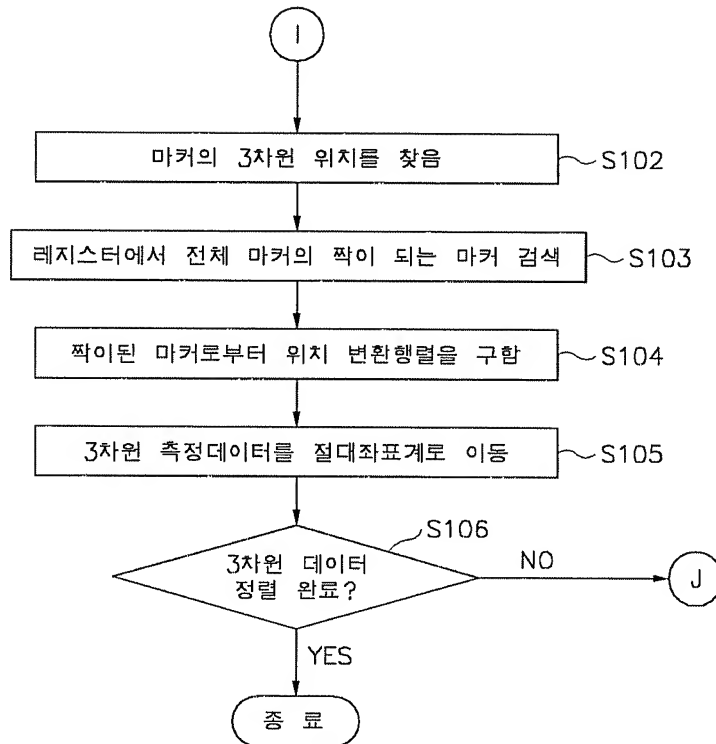 I
마커의 3차원 위치를 찾음
S102
레지스터에서 전체 마커의 짝이 되는 마커 검색
S103
짝이된 마커로부터 위치 변환행렬을 구함
S104
3차원 측정데이터를 절대좌표계로 이동
S105
S106
3차원 데이터
정렬 완료?
NO
J
YES
종 료